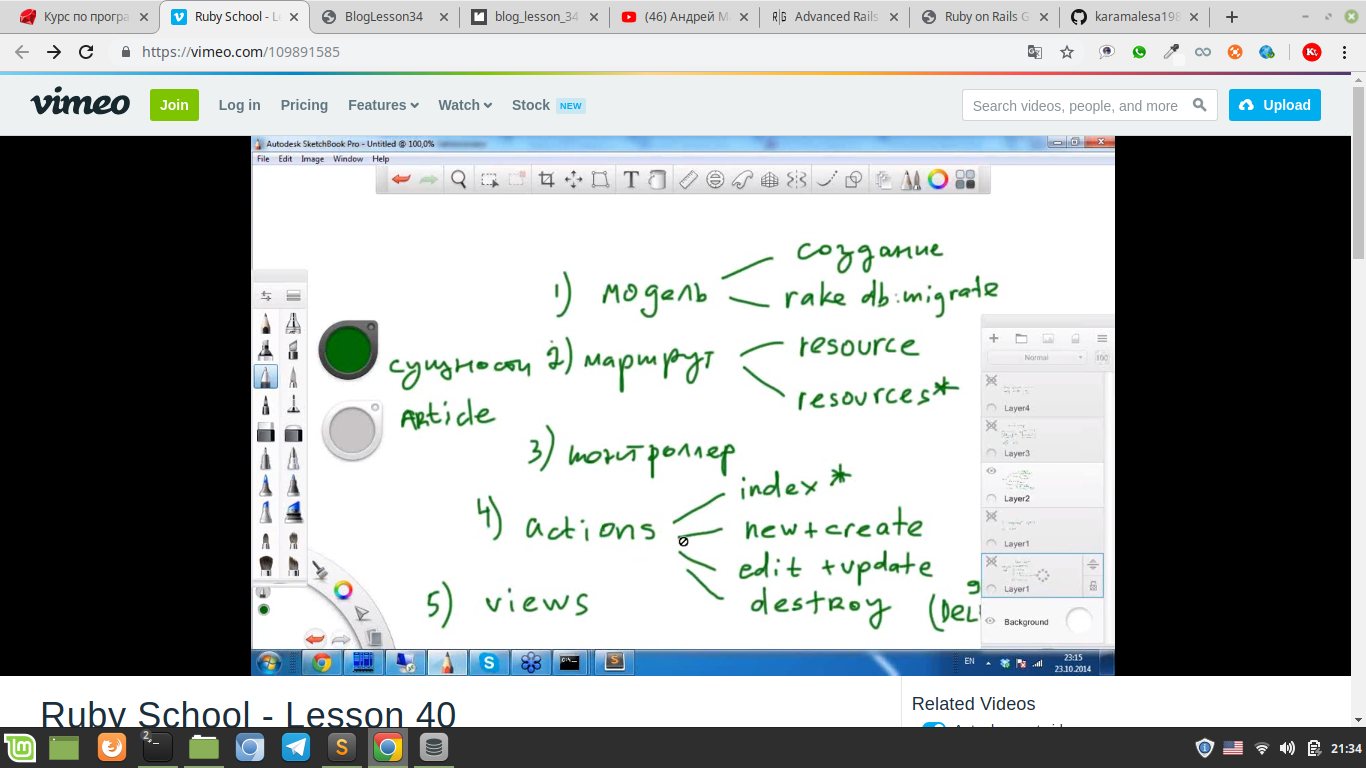 Курс по програ
Ruby School - L
BlogLesson34
blog_lesson_34
(46) Андрей М
Advanced Rails
Ruby on Rails G
karamalesa198
https://vimeo.com/109891585
vimeo
Join
Log in
Pricing
Features
Watch
Stock NEW
Search videos, people, and more
Upload
Autodesk SketchBook Pro - Untitled @ 100,0%
File Edit Image Window Help
создание
1) модель
rake db:migrate
сущности
2) маршрут
resource
resources*
Article
3) контроллер
4) actions
index *
new+create
edit +update
destroy (DEL
5) views
Normal
100
Layer4
Layer3
Layer2
Layer1
Layer1
Background
EN
23:15
23.10.2014
Ruby School - Lesson 40
Related Videos
2
21:34